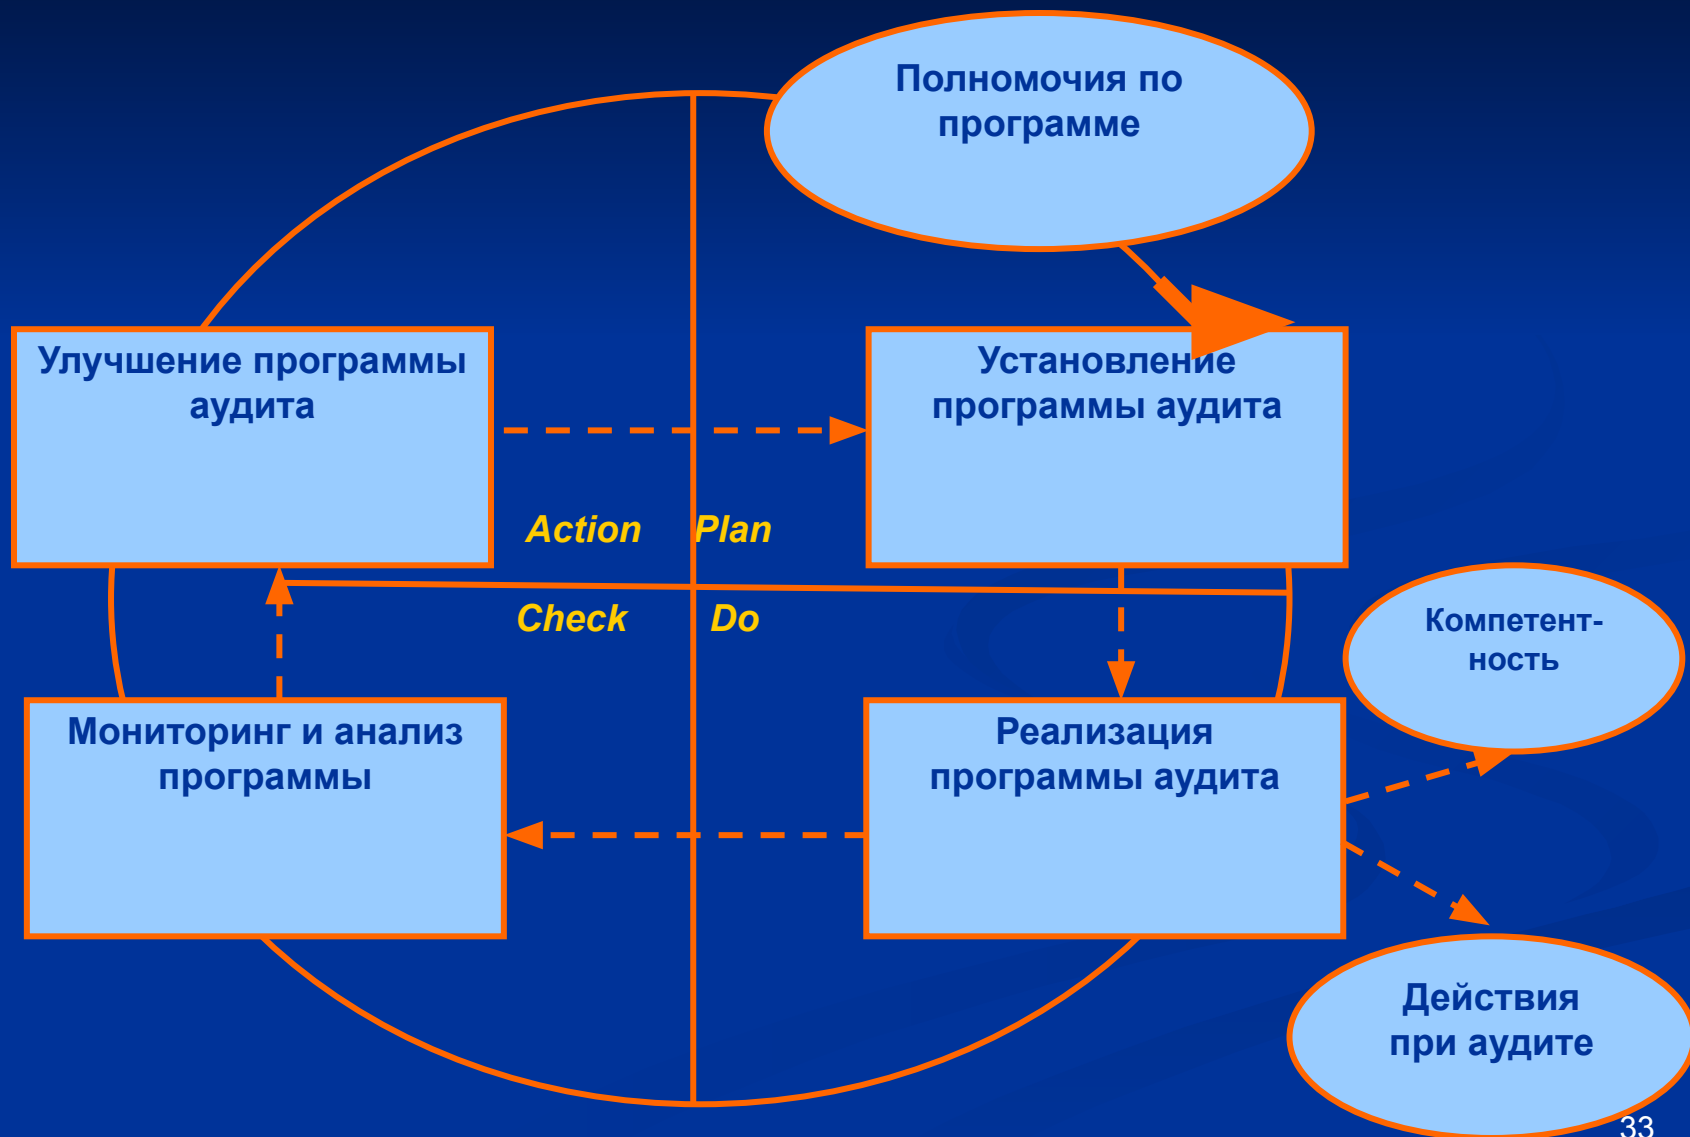 Полномочия по
программе
Улучшение программы
аудита
Установление
программы аудита
Action
Plan
Check
Do
Компетент-
ность
Мониторинг и анализ
программы
Реализация
программы аудита
Действия
при аудите
33